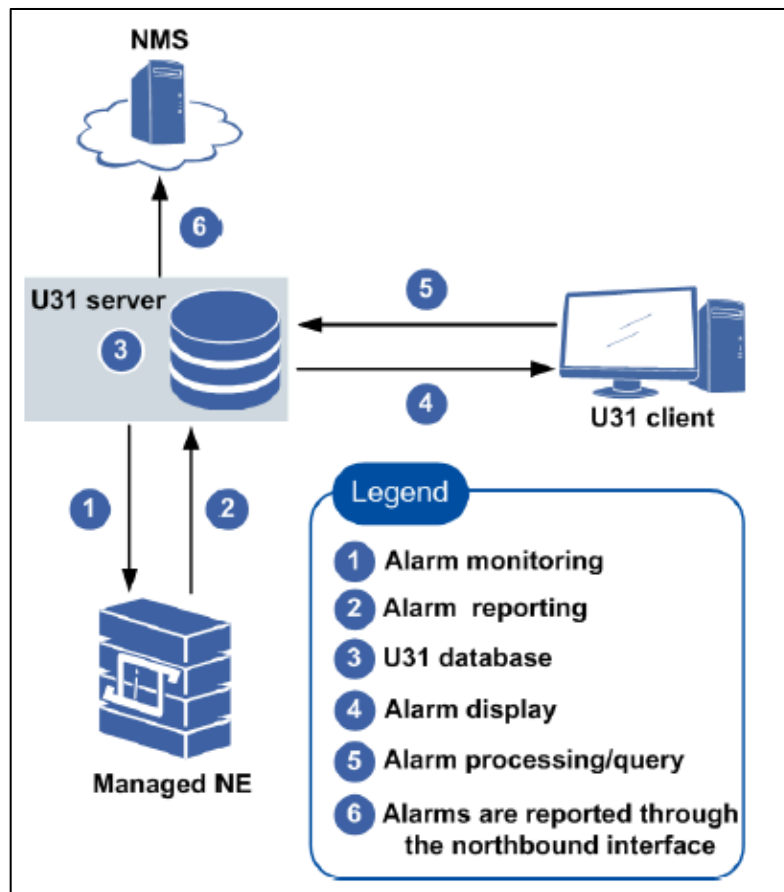 NMS
6
U31 server
3
5
4
U31 client
1
2
Managed NE
Legend
1 Alarm monitoring
2 Alarm reporting
3 U31 database
4 Alarm display
5 Alarm processing/query
6 Alarms are reported through
the northbound interface